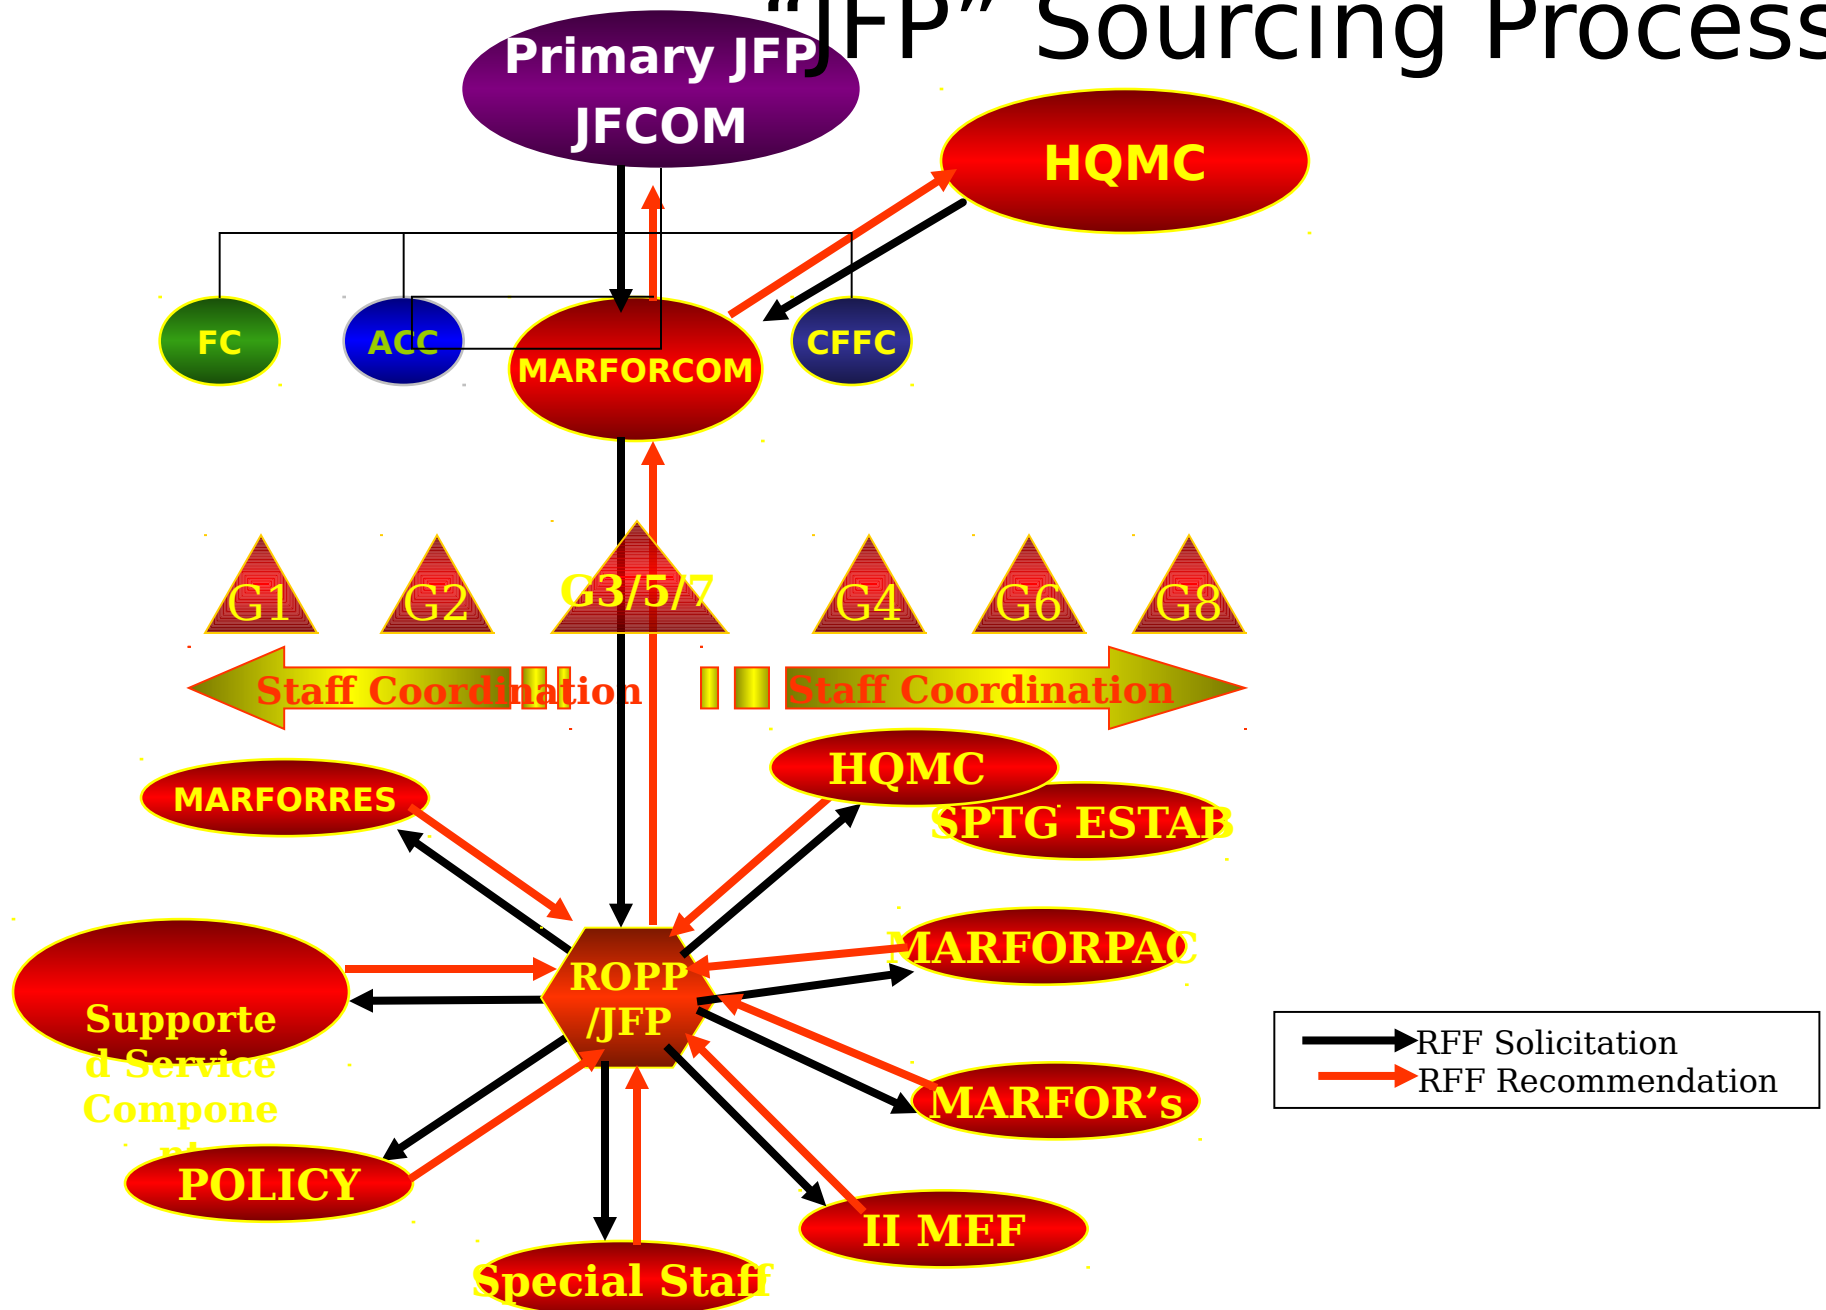 “JFP” Sourcing Process
Primary JFP
JFCOM
HQMC
FC
ACC
MARFORCOM
CFFC
G1
G2
G3/5/7
G4
G6
G8
Staff Coordination
Staff Coordination
MARFORRES
HQMC
SPTG ESTAB
MARFORPAC
ROPP
/JFP
Supporte
d Service
Compone
RFF Solicitation
RFF Recommendation
MARFOR’s
POLICY
II MEF
Special Staff